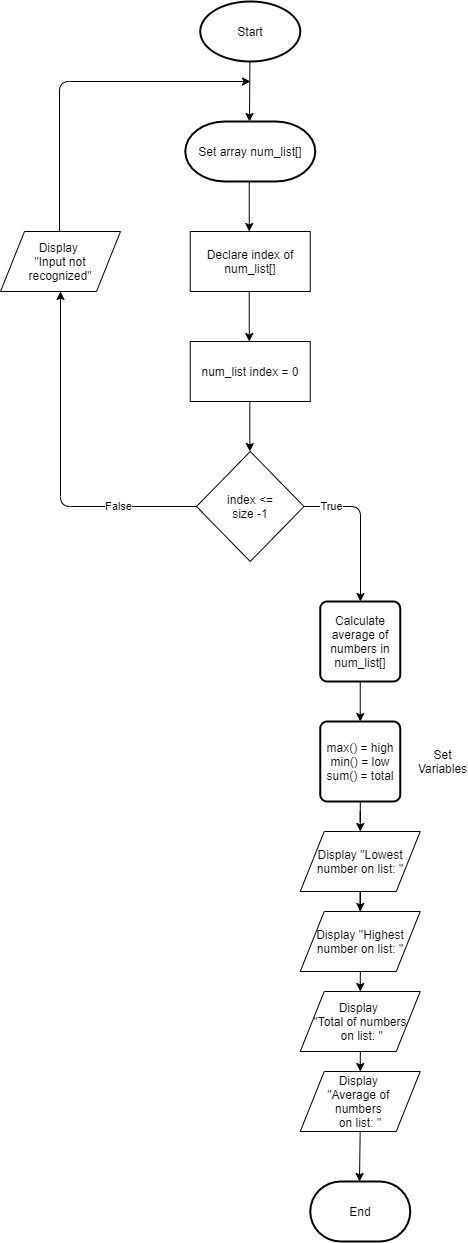 Start
Set array num_list[]
Display
"Input not
recognized"
Declare index of
num_list[]
num_list index = 0
index <=
size -1
False
True
Calculate
average of
numbers in
num_list[]
max() = high
min() = low
sum() = total
Set
Variables
Display "Lowest
number on list: "
Display "Highest
number on list: "
Display
"Total of numbers
on list: "
Display
"Average of
numbers
on list: "
End